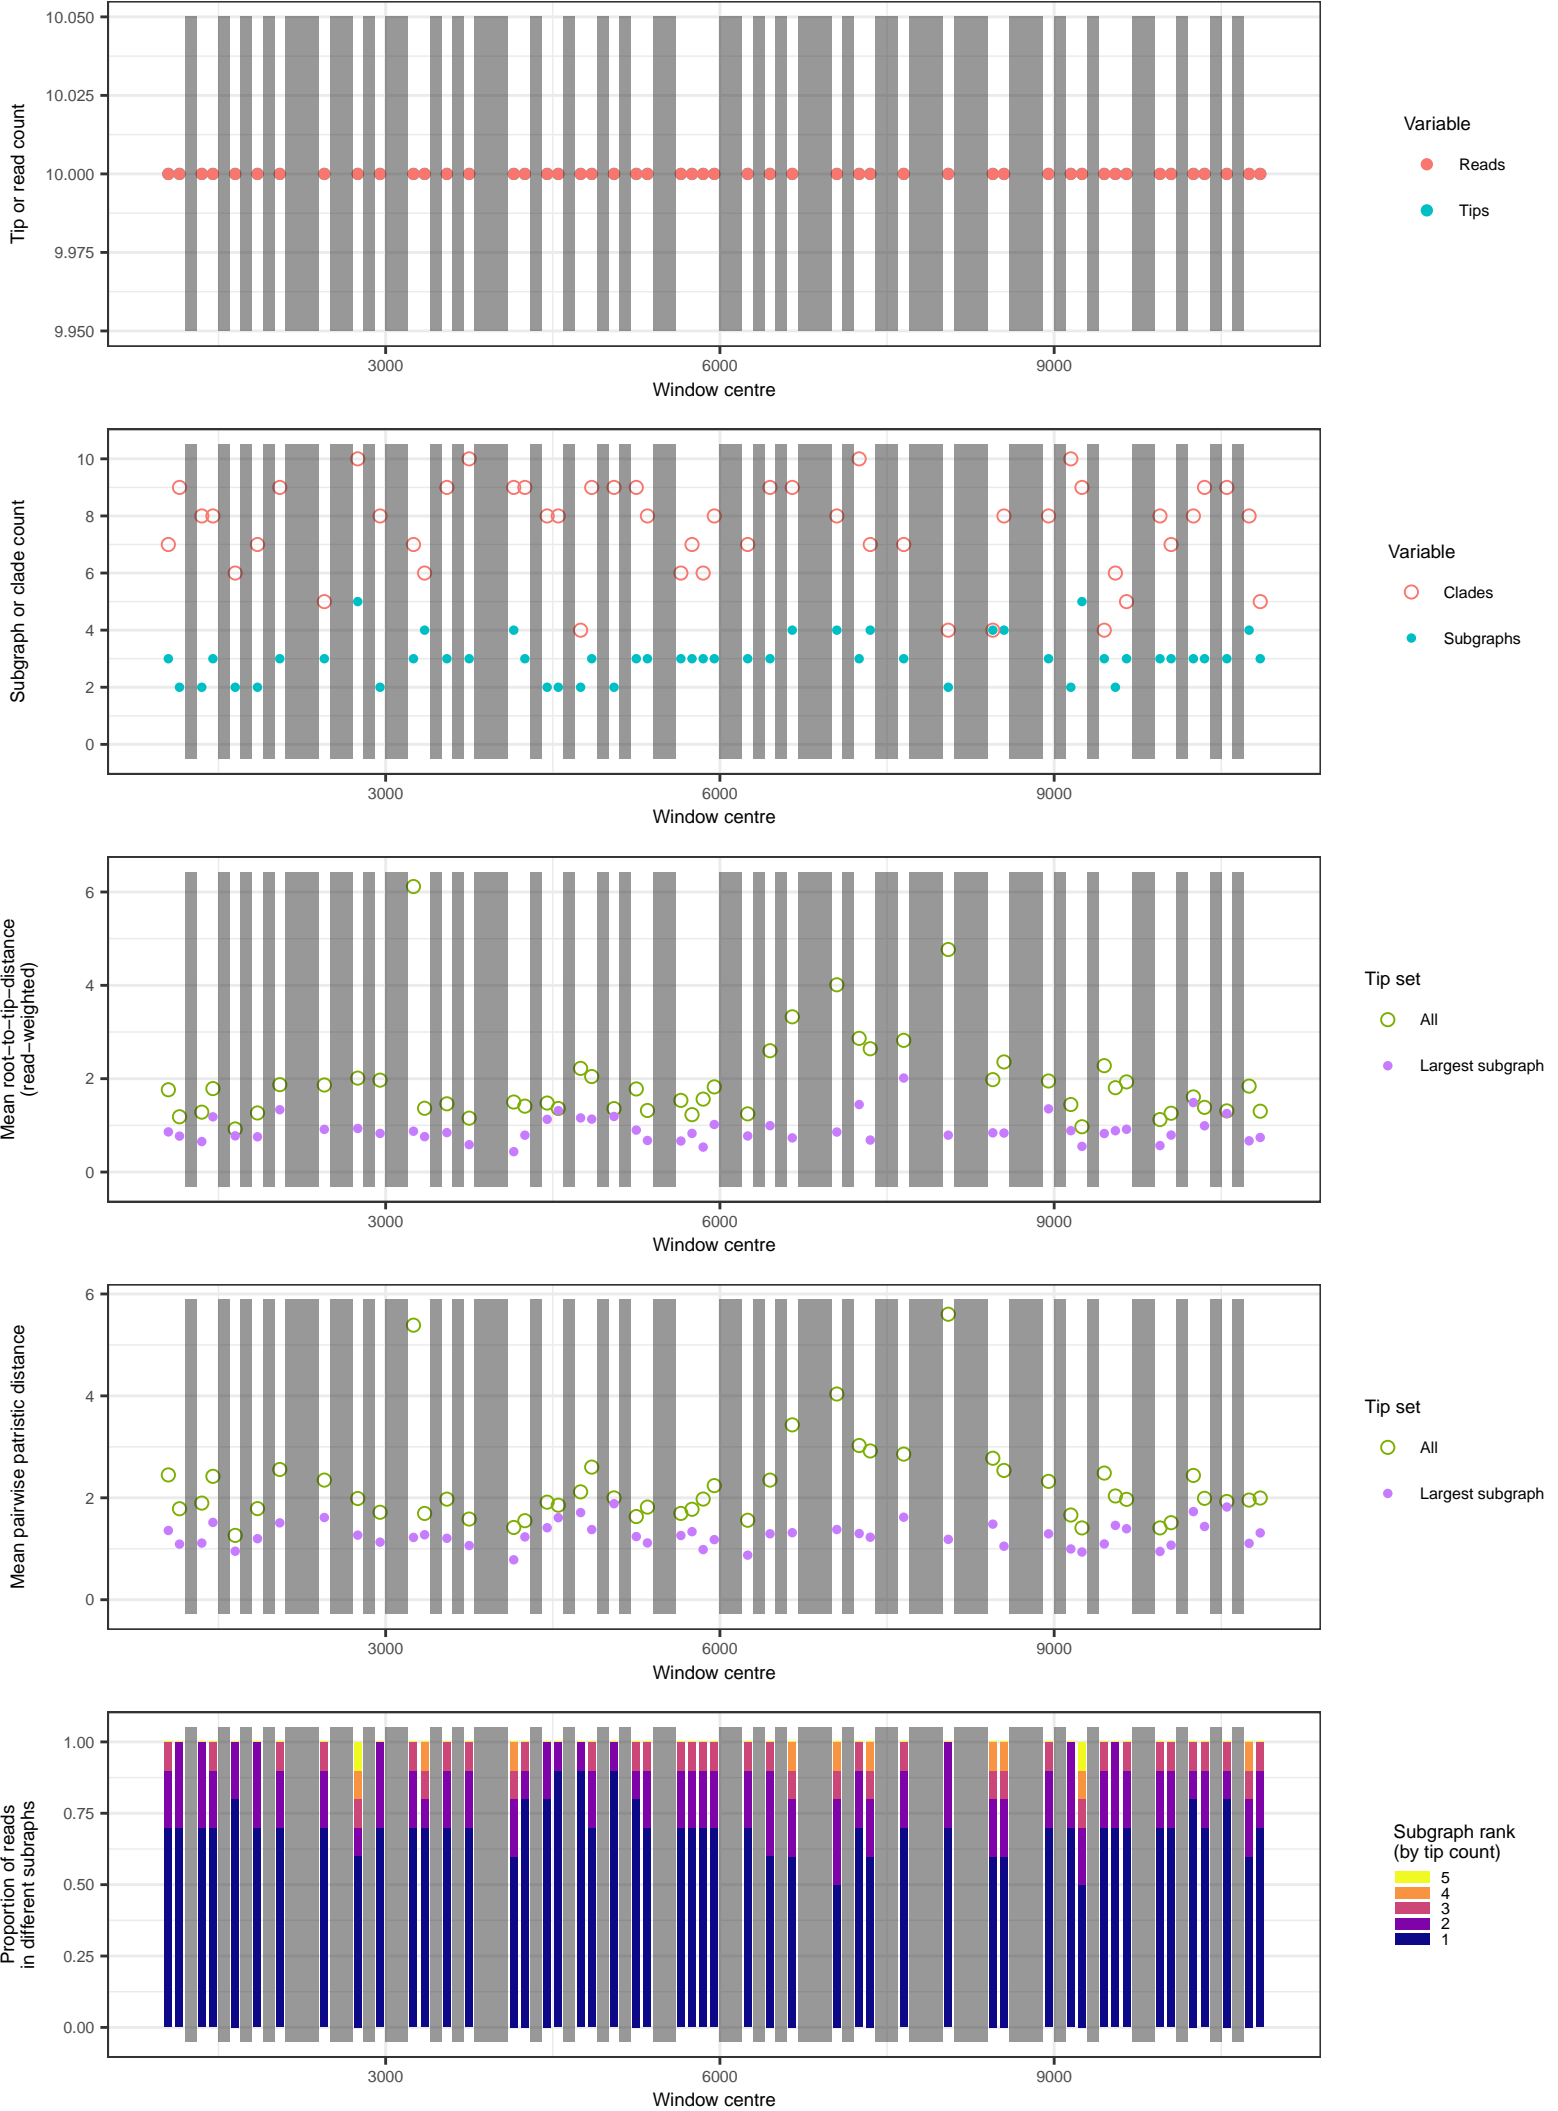 10.050
10.025
10.000
9.975
9.950
Tip or read count
3000
6000
9000
Window centre
Variable
Reads
Tips
10
8
6
4
2
0
Subgraph or clade count
3000
6000
9000
Window centre
Variable
Clades
Subgraphs
6
4
2
0
Mean root−to−tip−distance
(read−weighted)
3000
6000
9000
Window centre
Tip set
All
Largest subgraph
6
4
2
0
Mean pairwise patristic distance
3000
6000
9000
Window centre
Tip set
All
Largest subgraph
1.00
0.75
0.50
0.25
0.00
Proportion of reads
in different subraphs
3000
6000
9000
Window centre
Subgraph rank
(by tip count)
5
4
3
2
1